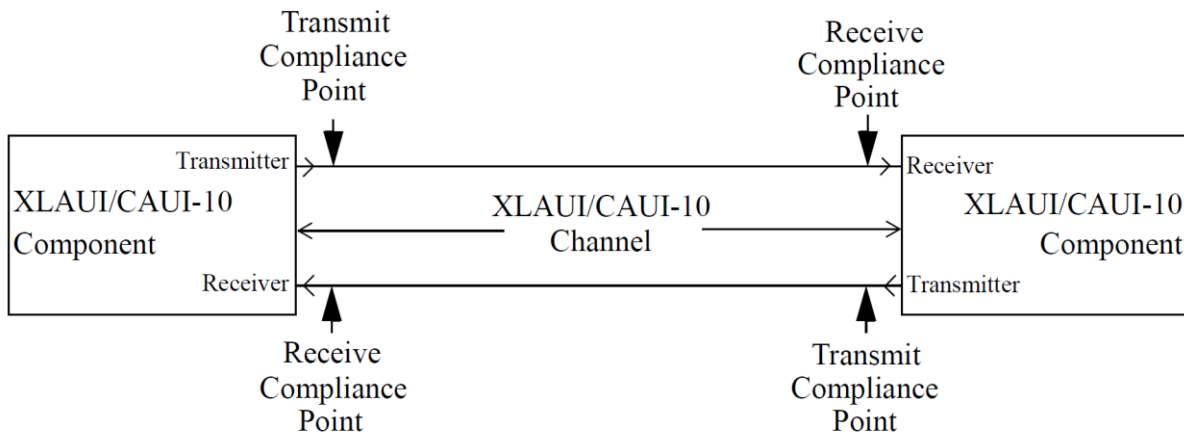 Transmit
Compliance
Point
Receive
Compliance
Point
Transmitter
XLAUI/CAUI-10
Component
Receiver
XLAUI/CAUI-10
Channel
Receiver
XLAUI/CAUI-10
Component
Transmitter
Receive
Compliance
Point
Transmit
Compliance
Point